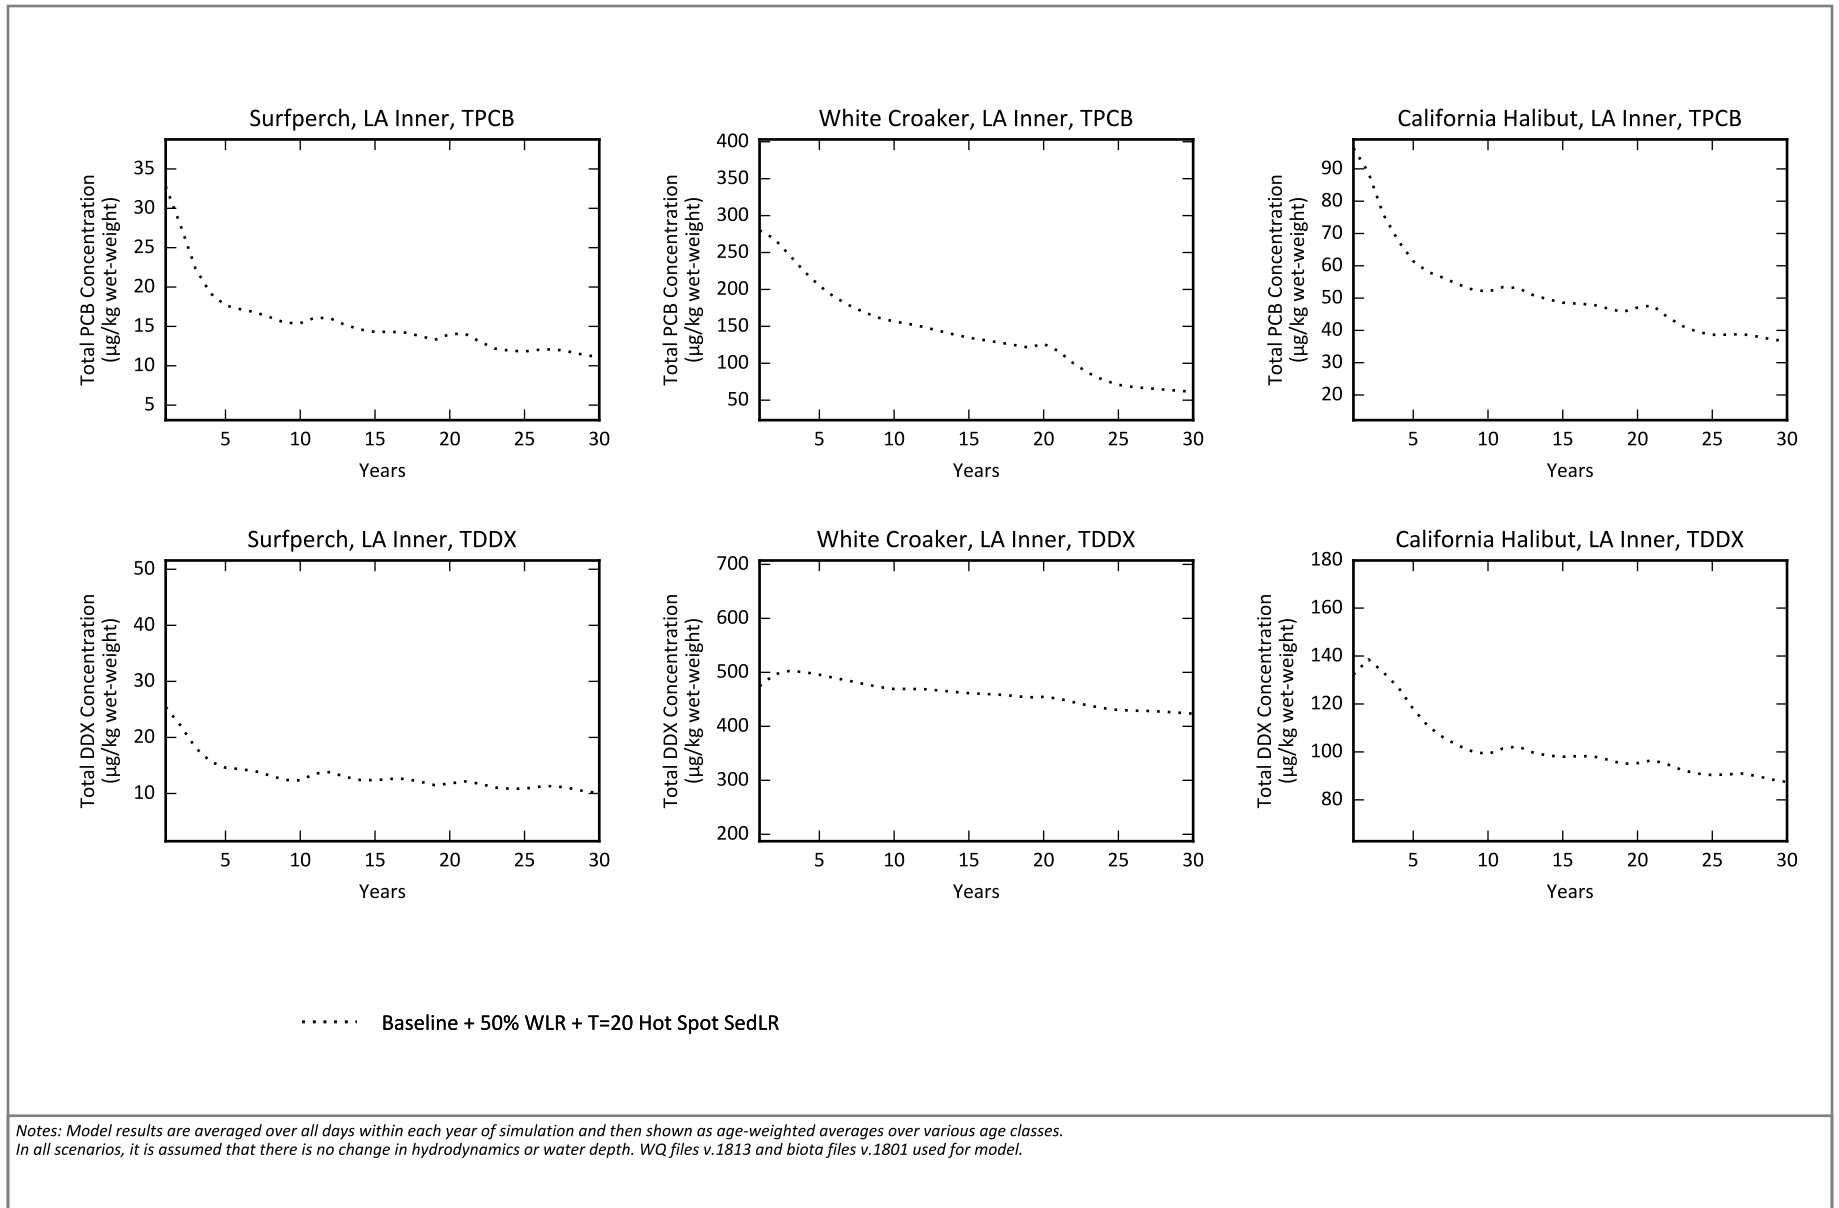 Surfperch, LA Inner, TPCB
Total PCB Concentration
(µg/kg wet-weight)
35
30
25
20
15
10
5
5 10 15 20 25 30
Years
White Croaker, LA Inner, TPCB
Total PCB Concentration
(µg/kg wet-weight)
400
350
300
250
200
150
100
50
5 10 15 20 25 30
Years
California Halibut, LA Inner, TPCB
Total PCB Concentration
(µg/kg wet-weight)
90
80
70
60
50
40
30
20
5 10 15 20 25 30
Years
Surfperch, LA Inner, TDDX
Total DDX Concentration
(µg/kg wet-weight)
50
40
30
20
10
5 10 15 20 25 30
Years
White Croaker, LA Inner, TDDX
Total DDX Concentration
(µg/kg wet-weight)
700
600
500
400
300
200
5 10 15 20 25 30
Years
California Halibut, LA Inner, TDDX
Total DDX Concentration
(µg/kg wet-weight)
180
160
140
120
100
80
5 10 15 20 25 30
Years
Baseline + 50% WLR + T=20 Hot Spot SedLR
Notes: Model results are averaged over all days within each year of simulation and then shown as age-weighted averages over various age classes.
In all scenarios, it is assumed that there is no change in hydrodynamics or water depth. WQ files v.1813 and biota files v.1801 used for model.